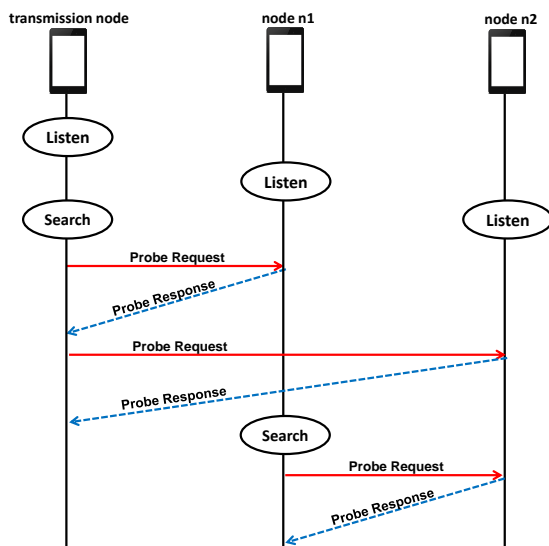 transmission node
node n1
node n2
Listen
Listen
Search
Listen
Probe Request
Probe Response
Probe Request
Probe Response
Search
Probe Request
Probe Response